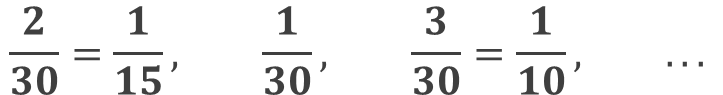 2/30 = 1/15, 1/30, 3/30 = 1/10, ...